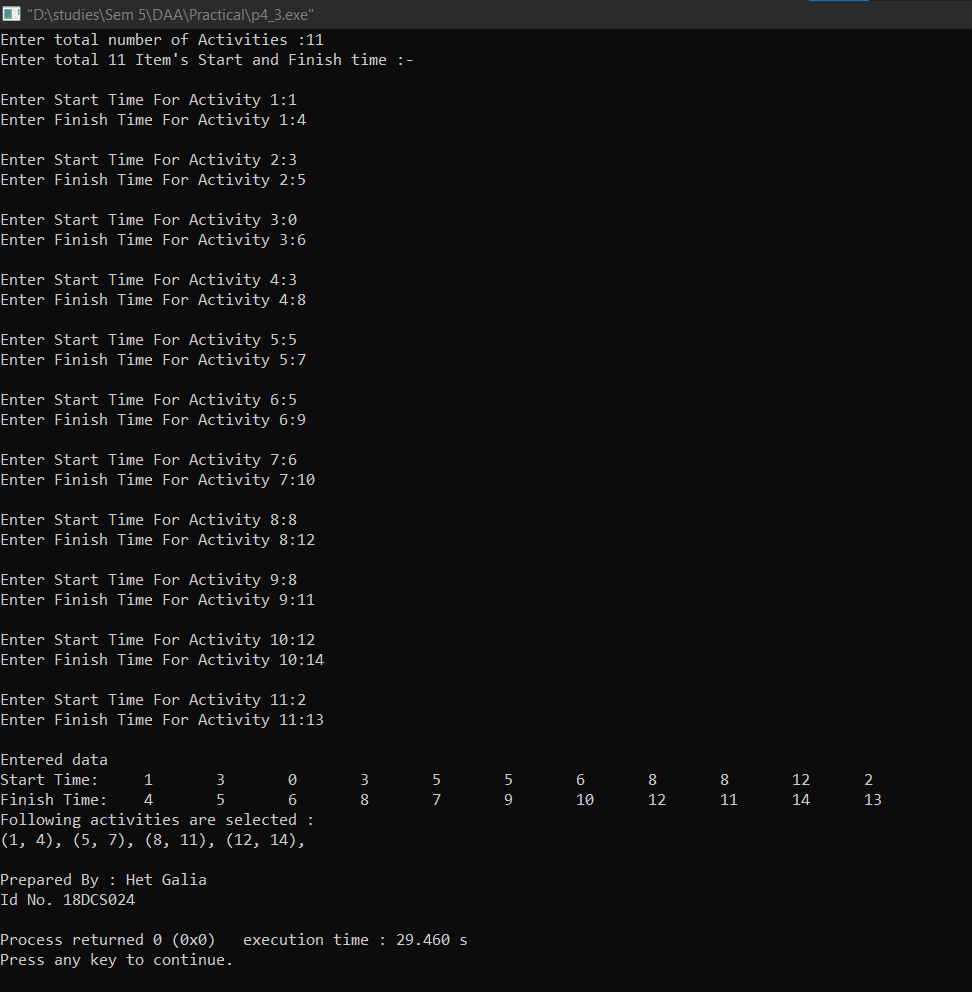 "D:\studies\Sem 5\DAA\Practical\p4_3.exe"
Enter total number of Activities :11
Enter total 11 Item's Start and Finish time :-
Enter Start Time For Activity 1:1
Enter Finish Time For Activity 1:4
Enter Start Time For Activity 2:3
Enter Finish Time For Activity 2:5
Enter Start Time For Activity 3:0
Enter Finish Time For Activity 3:6
Enter Start Time For Activity 4:3
Enter Finish Time For Activity 4:8
Enter Start Time For Activity 5:5
Enter Finish Time For Activity 5:7
Enter Start Time For Activity 6:5
Enter Finish Time For Activity 6:9
Enter Start Time For Activity 7:6
Enter Finish Time For Activity 7:10
Enter Start Time For Activity 8:8
Enter Finish Time For Activity 8:12
Enter Start Time For Activity 9:8
Enter Finish Time For Activity 9:11
Enter Start Time For Activity 10:12
Enter Finish Time For Activity 10:14
Enter Start Time For Activity 11:2
Enter Finish Time For Activity 11:13
Entered data
Start Time: 1 3 0 3 5 5 6 8 8 12 2
Finish Time: 4 5 6 8 7 9 10 12 11 14 13
Following activities are selected :
(1, 4), (5, 7), (8, 11), (12, 14),
Prepared By : Het Galia
Id No. 18DCS024
Process returned 0 (0x0) execution time : 29.460 s
Press any key to continue.